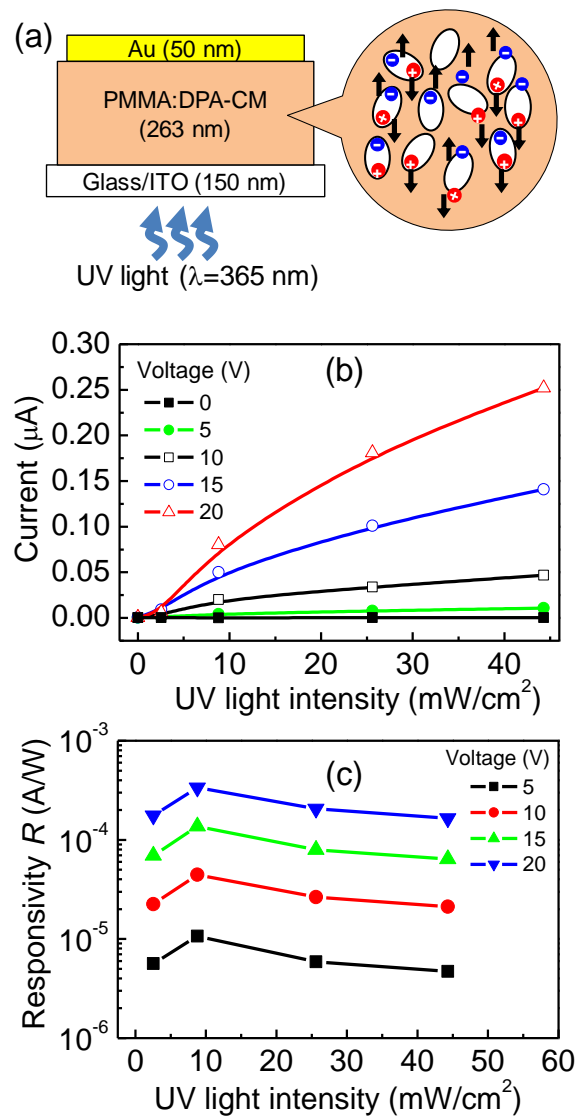 (a)
Au (50 nm)
PMMA:DPA-CM
(263 nm)
Glass/ITO (150 nm)
UV light (λ=365 nm)
(b)
Voltage (V)
0
5
10
15
20
0.30
0.25
0.20
0.15
0.10
0.05
0.00
Current (μA)
0 10 20 30 40
UV light intensity (mW/cm²)
(c)
Voltage (V)
5
10
15
20
10⁻³
10⁻⁴
10⁻⁵
10⁻⁶
Responsivity R (A/W)
0 10 20 30 40 50 60
UV light intensity (mW/cm²)